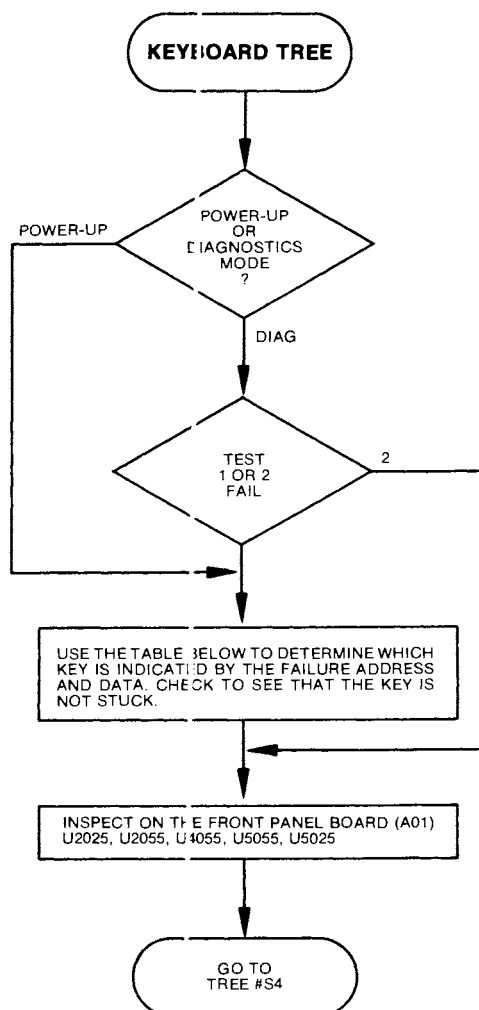 KEYBOARD TREE
POWER-UP
OR
DIAGNOSTICS
MODE
?
POWER-UP
DIAG
TEST
1 OR 2
FAIL
2
USE THE TABLE BELOW TO DETERMINE WHICH
KEY IS INDICATED BY THE FAILURE ADDRESS
AND DATA. CHECK TO SEE THAT THE KEY IS
NOT STUCK.
INSPECT ON THE FRONT PANEL BOARD (A01)
U2025, U2055, U4055, U5055, U5025
GO TO
TREE #S4